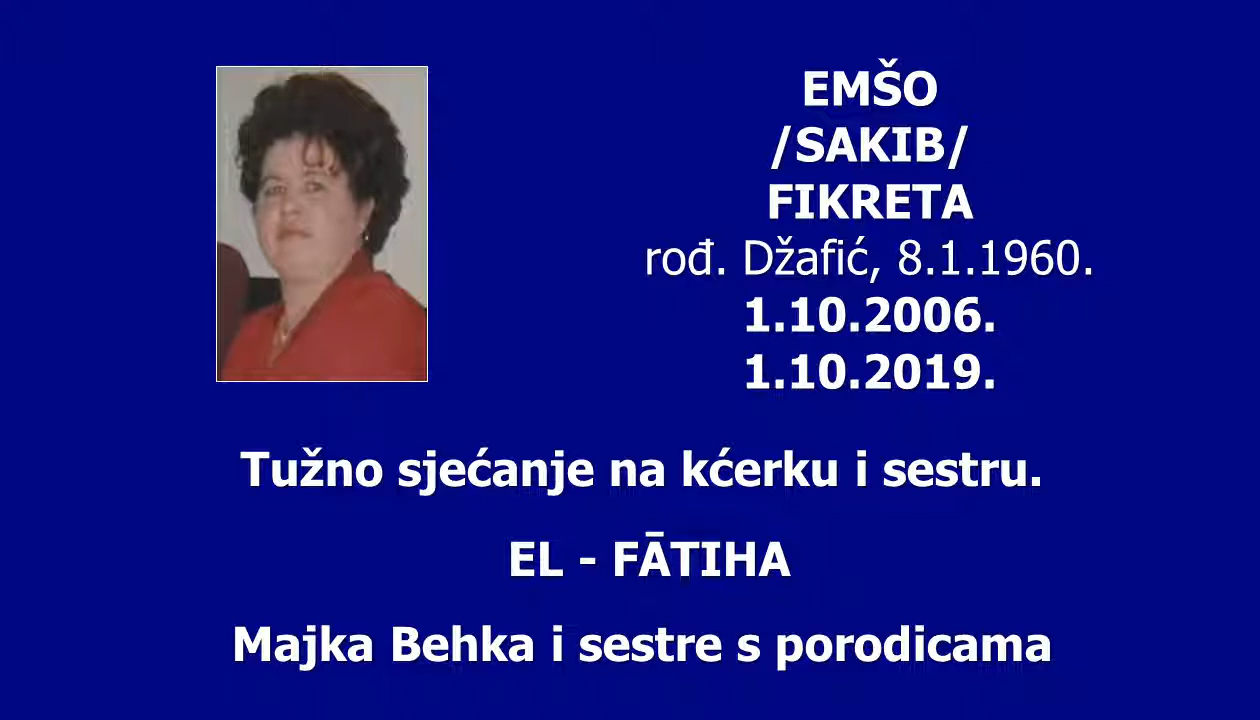 EMŠO
/SAKIB/
FIKRETA
rođ. Džafić, 8.1.1960.
1.10.2006.
1.10.2019.
Tužno sjećanje na kćerku i sestru.
EL - FĀTIHA
Majka Behka i sestre s porodicama